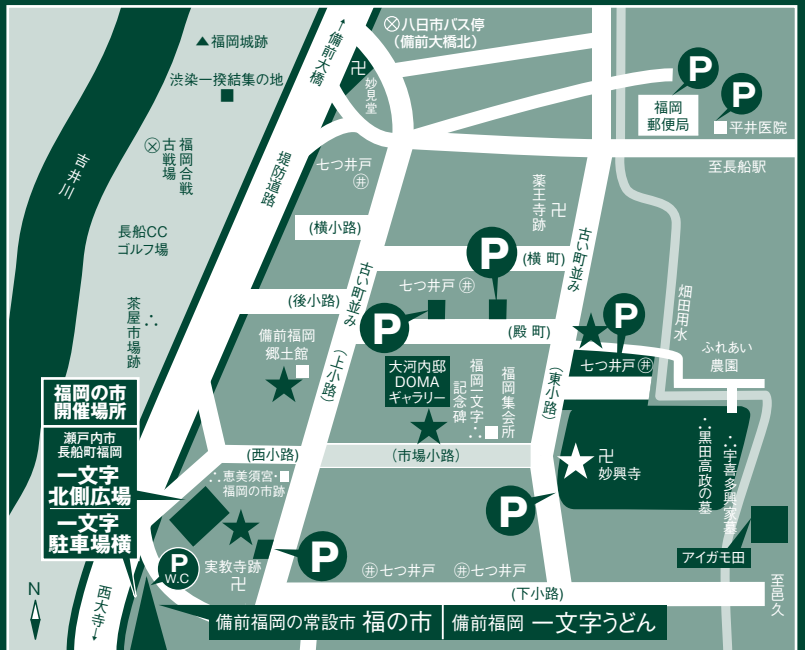 ▲福岡城跡
渋染一揆結集の地
福岡合戦
古戦場
吉井川
長船CC
ゴルフ場
茶屋市場跡
↑備前大橋
堤防道路
八日市バス停
(備前大橋北)
卍
妙見堂
P
福岡
郵便局
P
平井医院
至長船駅
七つ井戸
井
薬王寺跡
卍
(横小路)
古い町並み
(上小路)
P
(横 町)
古い町並み
(東小路)
七つ井戸 井
(後小路)
P
(殿 町)
P
七つ井戸 井
畑田用水
ふれあい
農園
備前福岡
郷土館
大河内邸
DOMA
ギャラリー
福岡一文字
記念碑
福岡集会所
福岡の市
開催場所
瀬戸内市
長船町福岡
一文字
北側広場
一文字
駐車場横
(西小路)
(市場小路)
恵美須宮・
福岡の市跡
卍
妙興寺
黒田高政の墓
宇喜多興家墓
アイガモ田
P
P
P
W.C
実教寺跡
卍
井七つ井戸
井七つ井戸
(下小路)
至邑久
N
西大寺↓
備前福岡の常設市 福の市
備前福岡 一文字うどん